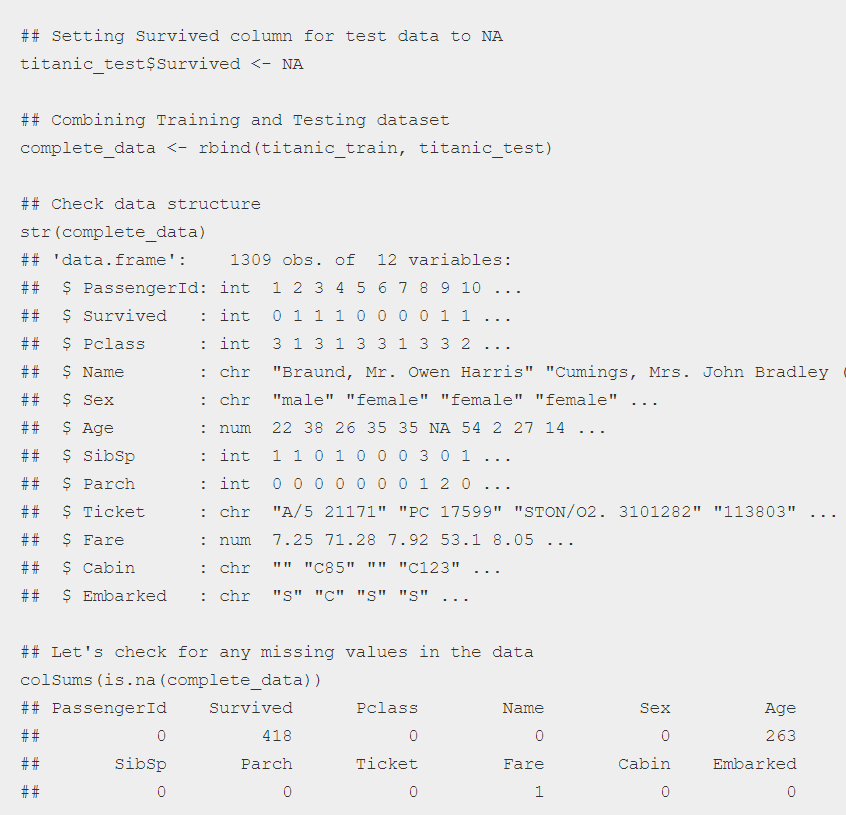 ## Setting Survived column for test data to NA
titanic_test$Survived <- NA
## Combining Training and Testing dataset
complete_data <- rbind(titanic_train, titanic_test)
## Check data structure
str(complete_data)
## 'data.frame':    1309 obs. of  12 variables:
##  $ PassengerId: int  1 2 3 4 5 6 7 8 9 10 ...
##  $ Survived   : int  0 1 1 1 0 0 0 0 1 1 ...
##  $ Pclass     : int  3 1 3 1 3 3 1 3 3 2 ...
##  $ Name       : chr  "Braund, Mr. Owen Harris" "Cumings, Mrs. John Bradley (
##  $ Sex        : chr  "male" "female" "female" "female" ...
##  $ Age        : num  22 38 26 35 35 NA 54 2 27 14 ...
##  $ SibSp      : int  1 1 0 1 0 0 0 3 0 1 ...
##  $ Parch      : int  0 0 0 0 0 0 0 1 2 0 ...
##  $ Ticket     : chr  "A/5 21171" "PC 17599" "STON/O2. 3101282" "113803" ...
##  $ Fare       : num  7.25 71.28 7.92 53.1 8.05 ...
##  $ Cabin      : chr  "" "C85" "" "C123" ...
##  $ Embarked   : chr  "S" "C" "S" "S" ...
## Let's check for any missing values in the data
colSums(is.na(complete_data))
## PassengerId    Survived      Pclass        Name         Sex         Age
##           0         418           0           0           0         263
##       SibSp       Parch      Ticket        Fare       Cabin    Embarked
##           0           0           0           1           0           0